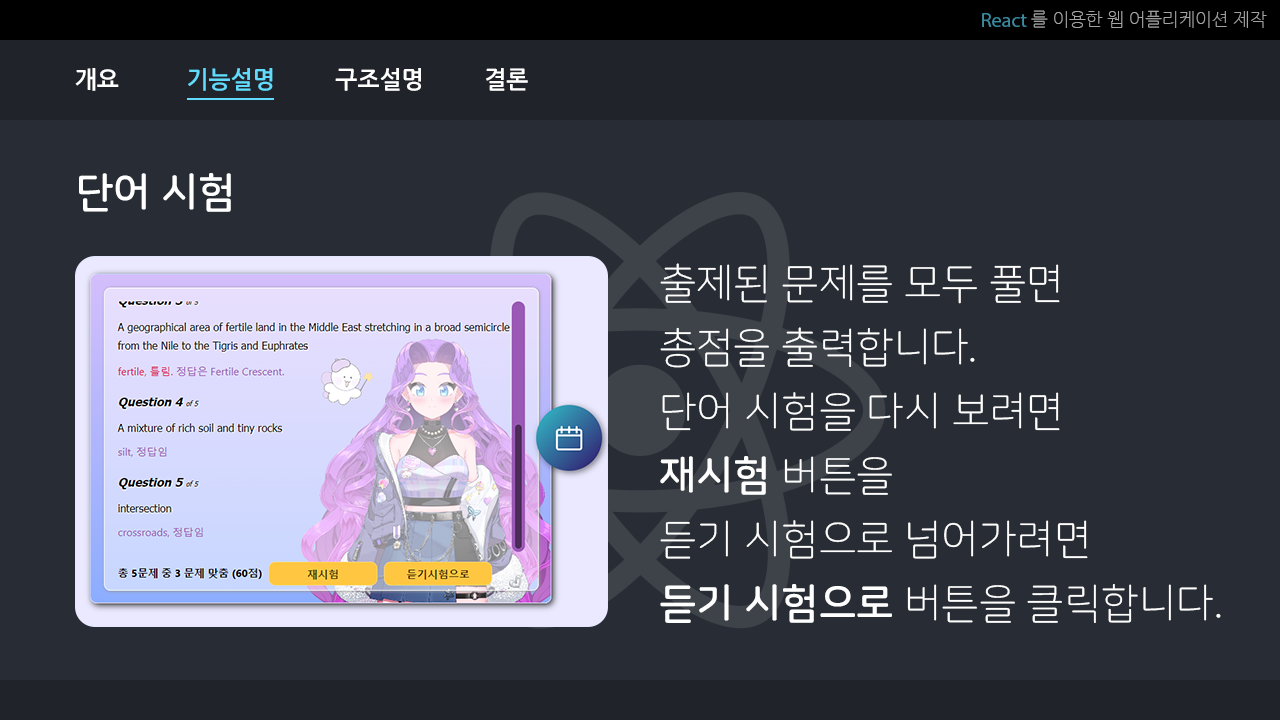 React 를 이용한 웹 어플리케이션 제작
개요 기능설명 구조설명 결론
단어 시험
Question 3 of 5
A geographical area of fertile land in the Middle East stretching in a broad semicircle
from the Nile to the Tigris and Euphrates
fertile, 틀림. 정답은 Fertile Crescent.
Question 4 of 5
A mixture of rich soil and tiny rocks
silt, 정답임
Question 5 of 5
intersection
crossroads, 정답임
총 5문제 중 3 문제 맞춤 (60점) 재시험 듣기시험으로
출제된 문제를 모두 풀면
총점을 출력합니다.
단어 시험을 다시 보려면
재시험 버튼을
듣기 시험으로 넘어가려면
듣기 시험으로 버튼을 클릭합니다.